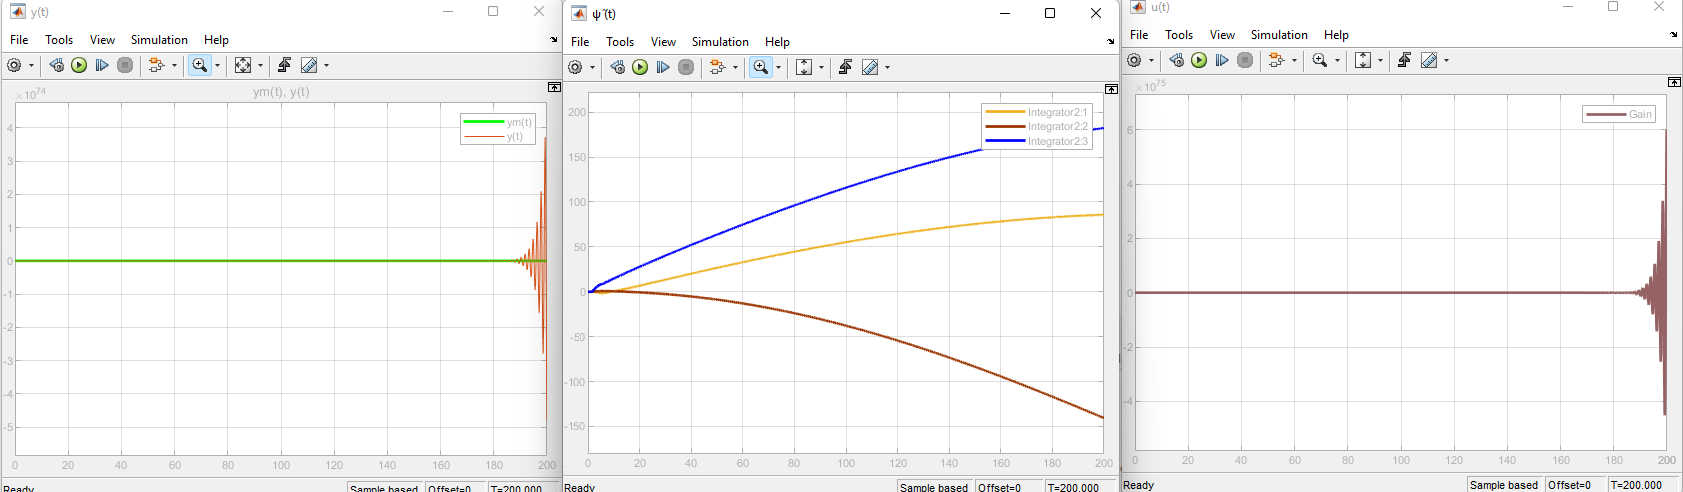 y(t)
File Tools View Simulation Help
×10^74
ym(t), y(t)
ym(t)
y(t)
4
3
2
1
0
-1
-2
-3
-4
-5
0 20 40 60 80 100 120 140 160 180 200
Ready Sample based Offset=0 T=200.000
ψ̂(t)
File Tools View Simulation Help
Integrator2:1
Integrator2:2
Integrator2:3
200
150
100
50
0
-50
-100
-150
0 20 40 60 80 100 120 140 160 180 200
Ready Sample based Offset=0 T=200.000
u(t)
File Tools View Simulation Help
×10^75
Gain
6
4
2
0
-2
-4
0 20 40 60 80 100 120 140 160 180 200
Ready Sample based Offset=0 T=200.000